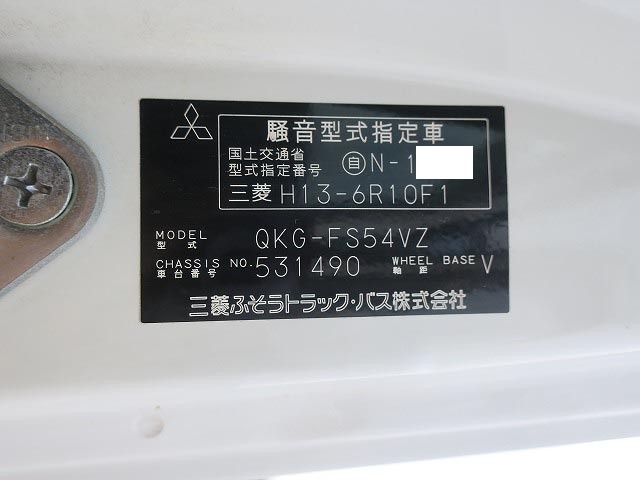 騒音型式指定車
国土交通省
型式指定番号 自N-1
三菱 H13-6R10F1
MODEL QKG-FS54VZ
型式
CHASSIS NO. 531490 WHEEL BASE V
車台番号 軸距
三菱ふそうトラック・バス株式会社